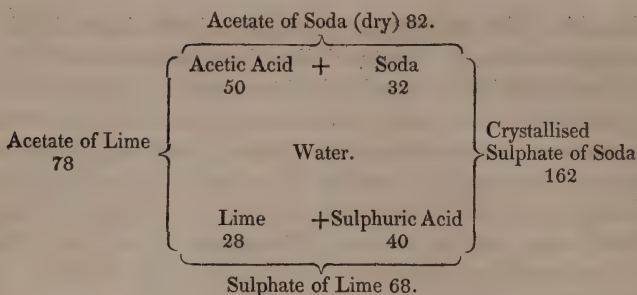 Acetate of Soda (dry) 82.
Acetic Acid + Soda
50 32
Acetate of Lime
78
Water.
Crystallised
Sulphate of Soda
162
Lime +Sulphuric Acid
28 40
Sulphate of Lime 68.